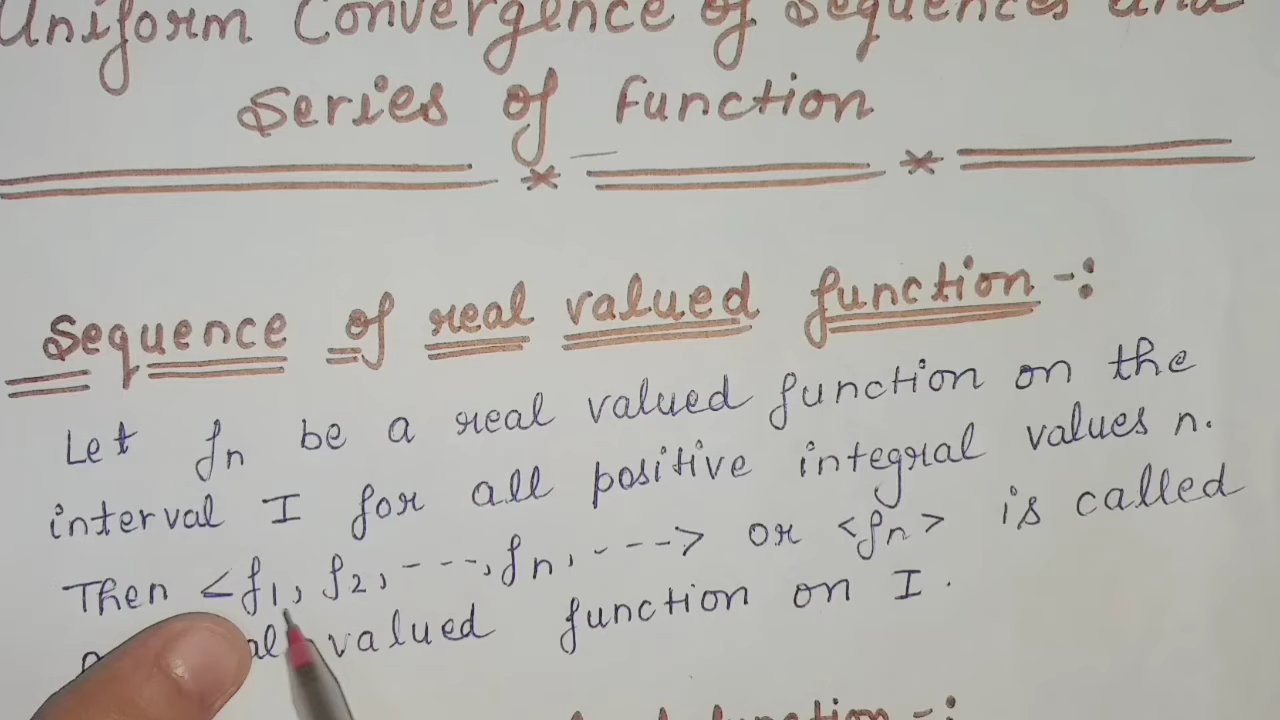 Uniform Convergence of Sequences and
Series of Function
Sequence of real valued function -:
Let fn be a real valued function on the
interval I for all positive integral values n.
Then <f1, f2, ---, fn, ---> or <fn> is called
valued function on I.
function -: